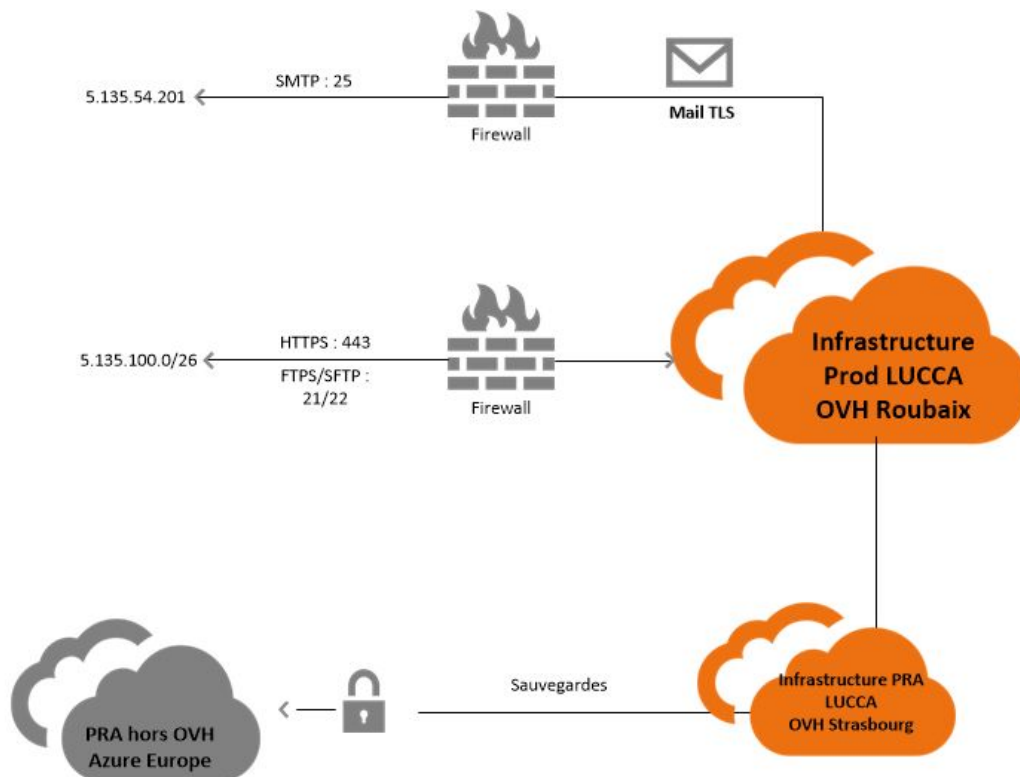 SMTP : 25
5.135.54.201
Mail TLS
Firewall
HTTPS : 443
5.135.100.0/26
FTPS/SFTP :
21/22
Firewall
Infrastructure
Prod LUCCA
OVH Roubaix
Sauvegardes
Infrastructure PRA
LUCCA
OVH Strasbourg
PRA hors OVH
Azure Europe